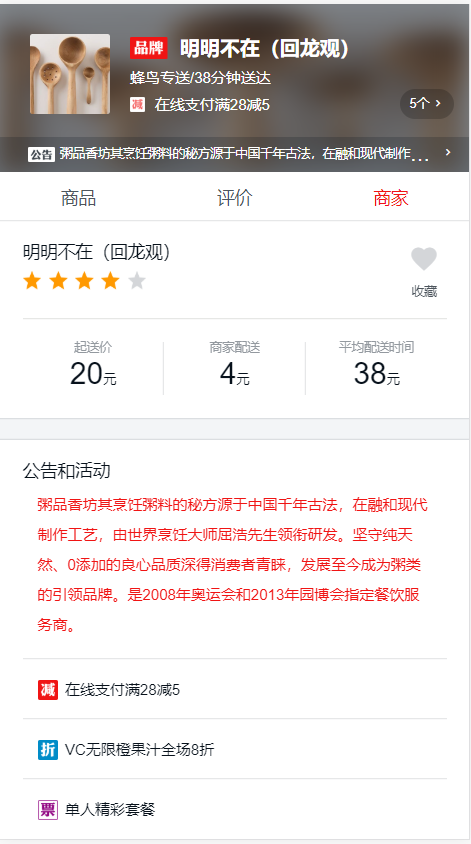 品牌 明明不在（回龙观）
蜂鸟专送/38分钟送达
减 在线支付满28减5
5个 >
公告 粥品香坊其烹饪粥料的秘方源于中国千年古法，在融和现代制作... >
商品 评价 商家
明明不在（回龙观）
收藏
起送价 商家配送 平均配送时间
20元 4元 38元
公告和活动
粥品香坊其烹饪粥料的秘方源于中国千年古法，在融和现代
制作工艺，由世界烹饪大师屈浩先生领衔研发。坚守纯天
然、0添加的良心品质深得消费者青睐，发展至今成为粥类
的引领品牌。是2008年奥运会和2013年园博会指定餐饮服
务商。
减 在线支付满28减5
折 VC无限橙果汁全场8折
票 单人精彩套餐